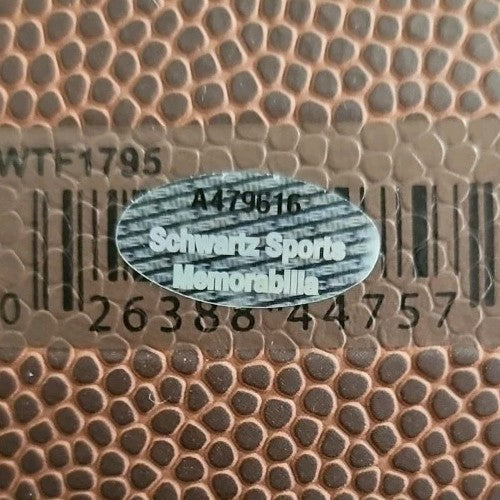 WTF1795
A479616
Schwartz Sports
Memorabilia
0 26388 44757